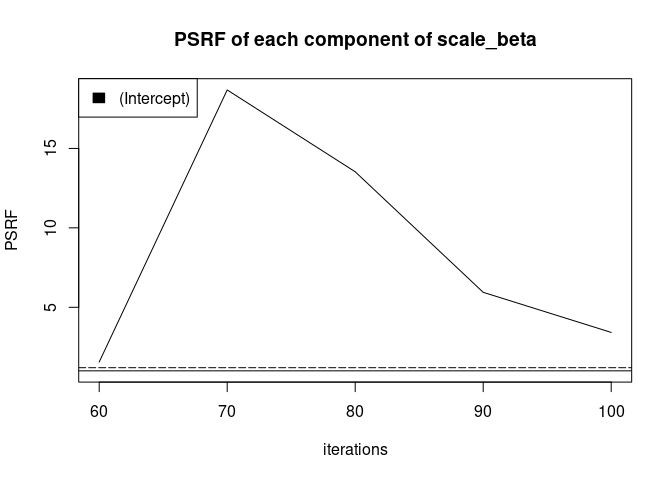 PSRF of each component of scale_beta
(Intercept)
15
10
5
PSRF
60 70 80 90 100
iterations